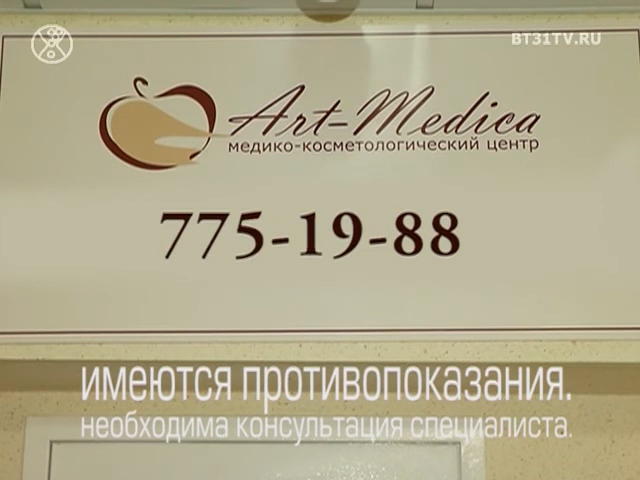 BT31TV.RU
Art-Medica
медико-косметологический центр
775-19-88
имеются противопоказания.
необходима консультация специалиста.